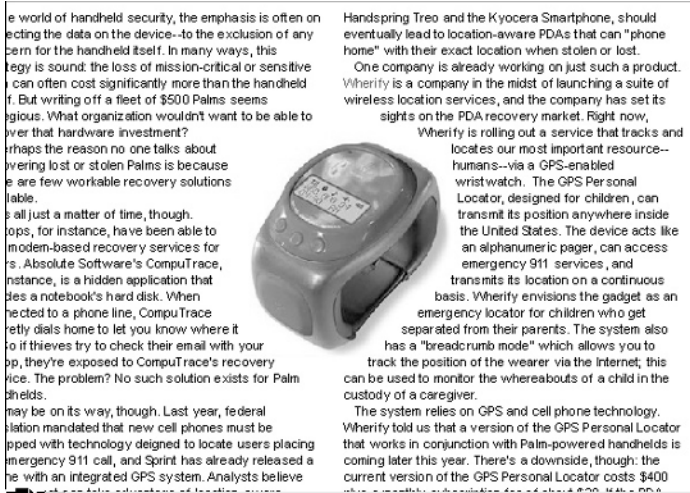 e world of handheld security, the emphasis is often on
ecting the data on the device--to the exclusion of any
cern for the handheld itself. In many ways, this
tegy is sound: the loss of mission-critical or sensitive
can often cost significantly more than the handheld
f. But writing off a fleet of $500 Palms seems
egious. What organization wouldn't want to be able to
over that hardware investment?
rhaps the reason no one talks about
overing lost or stolen Palms is because
e are few workable recovery solutions
lable.
s all just a matter of time, though.
ops, for instance, have been able to
modem-based recovery services for
rs. Absolute Software's CompuTrace,
nstance, is a hidden application that
des a notebook's hard disk. When
nected to a phone line, CompuTrace
retly dials home to let you know where it
So if thieves try to check their email with your
op, they're exposed to CompuTrace's recovery
vice. The problem? No such solution exists for Palm
dhelds.
may be on its way, though. Last year, federal
slation mandated that new cell phones must be
pped with technology deigned to locate users placing
emergency 911 call, and Sprint has already released a
ne with an integrated GPS system. Analysts believe
Handspring Treo and the Kyocera Smartphone, should
eventually lead to location-aware PDAs that can "phone
home" with their exact location when stolen or lost.
One company is already working on just such a product.
Wherify is a company in the midst of launching a suite of
wireless location services, and the company has set its
sights on the PDA recovery market. Right now,
Wherify is rolling out a service that tracks and
locates our most important resource--
humans--via a GPS-enabled
wristwatch. The GPS Personal
Locator, designed for children, can
transmit its position anywhere inside
the United States. The device acts like
an alphanumeric pager, can access
emergency 911 services, and
transmits its location on a continuous
basis. Wherify envisions the gadget as an
emergency locator for children who get
separated from their parents. The system also
has a "breadcrumb mode" which allows you to
track the position of the wearer via the Internet; this
can be used to monitor the whereabouts of a child in the
custody of a caregiver.
The system relies on GPS and cell phone technology.
Wherify told us that a version of the GPS Personal Locator
that works in conjunction with Palm-powered handhelds is
coming later this year. There's a downside, though: the
current version of the GPS Personal Locator costs $400